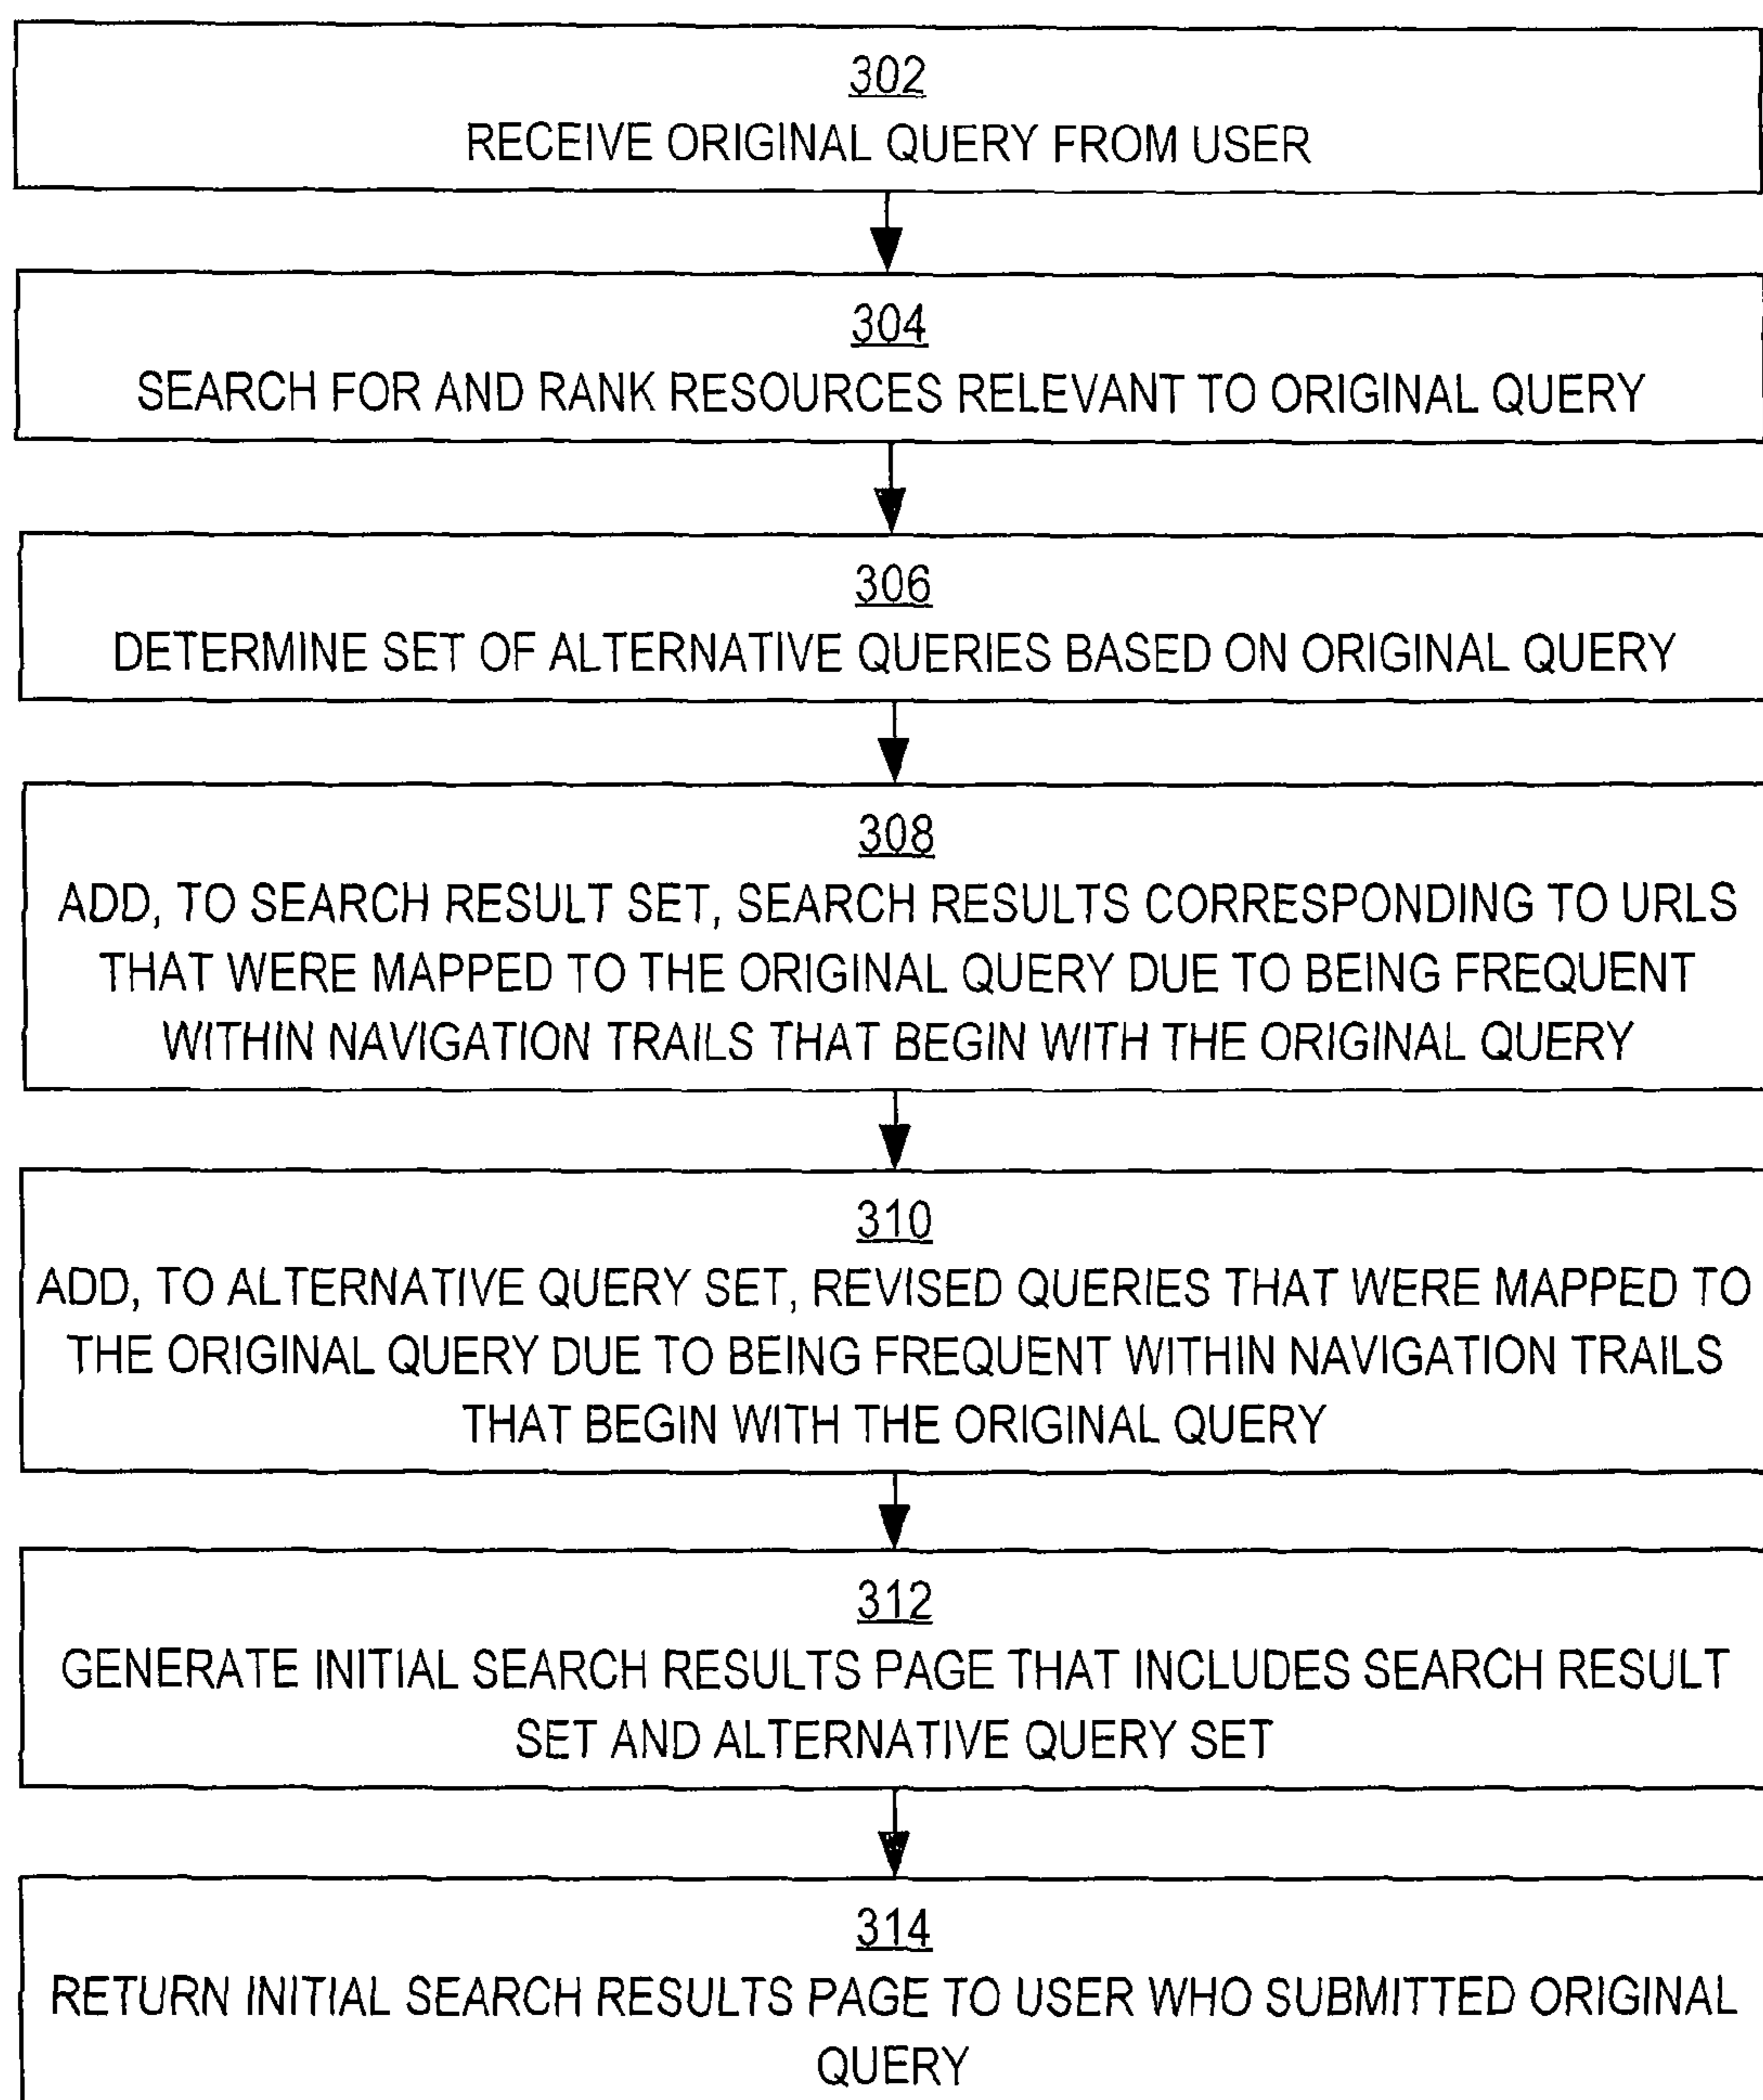 302
RECEIVE ORIGINAL QUERY FROM USER
304
SEARCH FOR AND RANK RESOURCES RELEVANT TO ORIGINAL QUERY
306
DETERMINE SET OF ALTERNATIVE QUERIES BASED ON ORIGINAL QUERY
308
ADD, TO SEARCH RESULT SET, SEARCH RESULTS CORRESPONDING TO URLS
THAT WERE MAPPED TO THE ORIGINAL QUERY DUE TO BEING FREQUENT
WITHIN NAVIGATION TRAILS THAT BEGIN WITH THE ORIGINAL QUERY
310
ADD, TO ALTERNATIVE QUERY SET, REVISED QUERIES THAT WERE MAPPED TO
THE ORIGINAL QUERY DUE TO BEING FREQUENT WITHIN NAVIGATION TRAILS
THAT BEGIN WITH THE ORIGINAL QUERY
312
GENERATE INITIAL SEARCH RESULTS PAGE THAT INCLUDES SEARCH RESULT
SET AND ALTERNATIVE QUERY SET
314
RETURN INITIAL SEARCH RESULTS PAGE TO USER WHO SUBMITTED ORIGINAL
QUERY